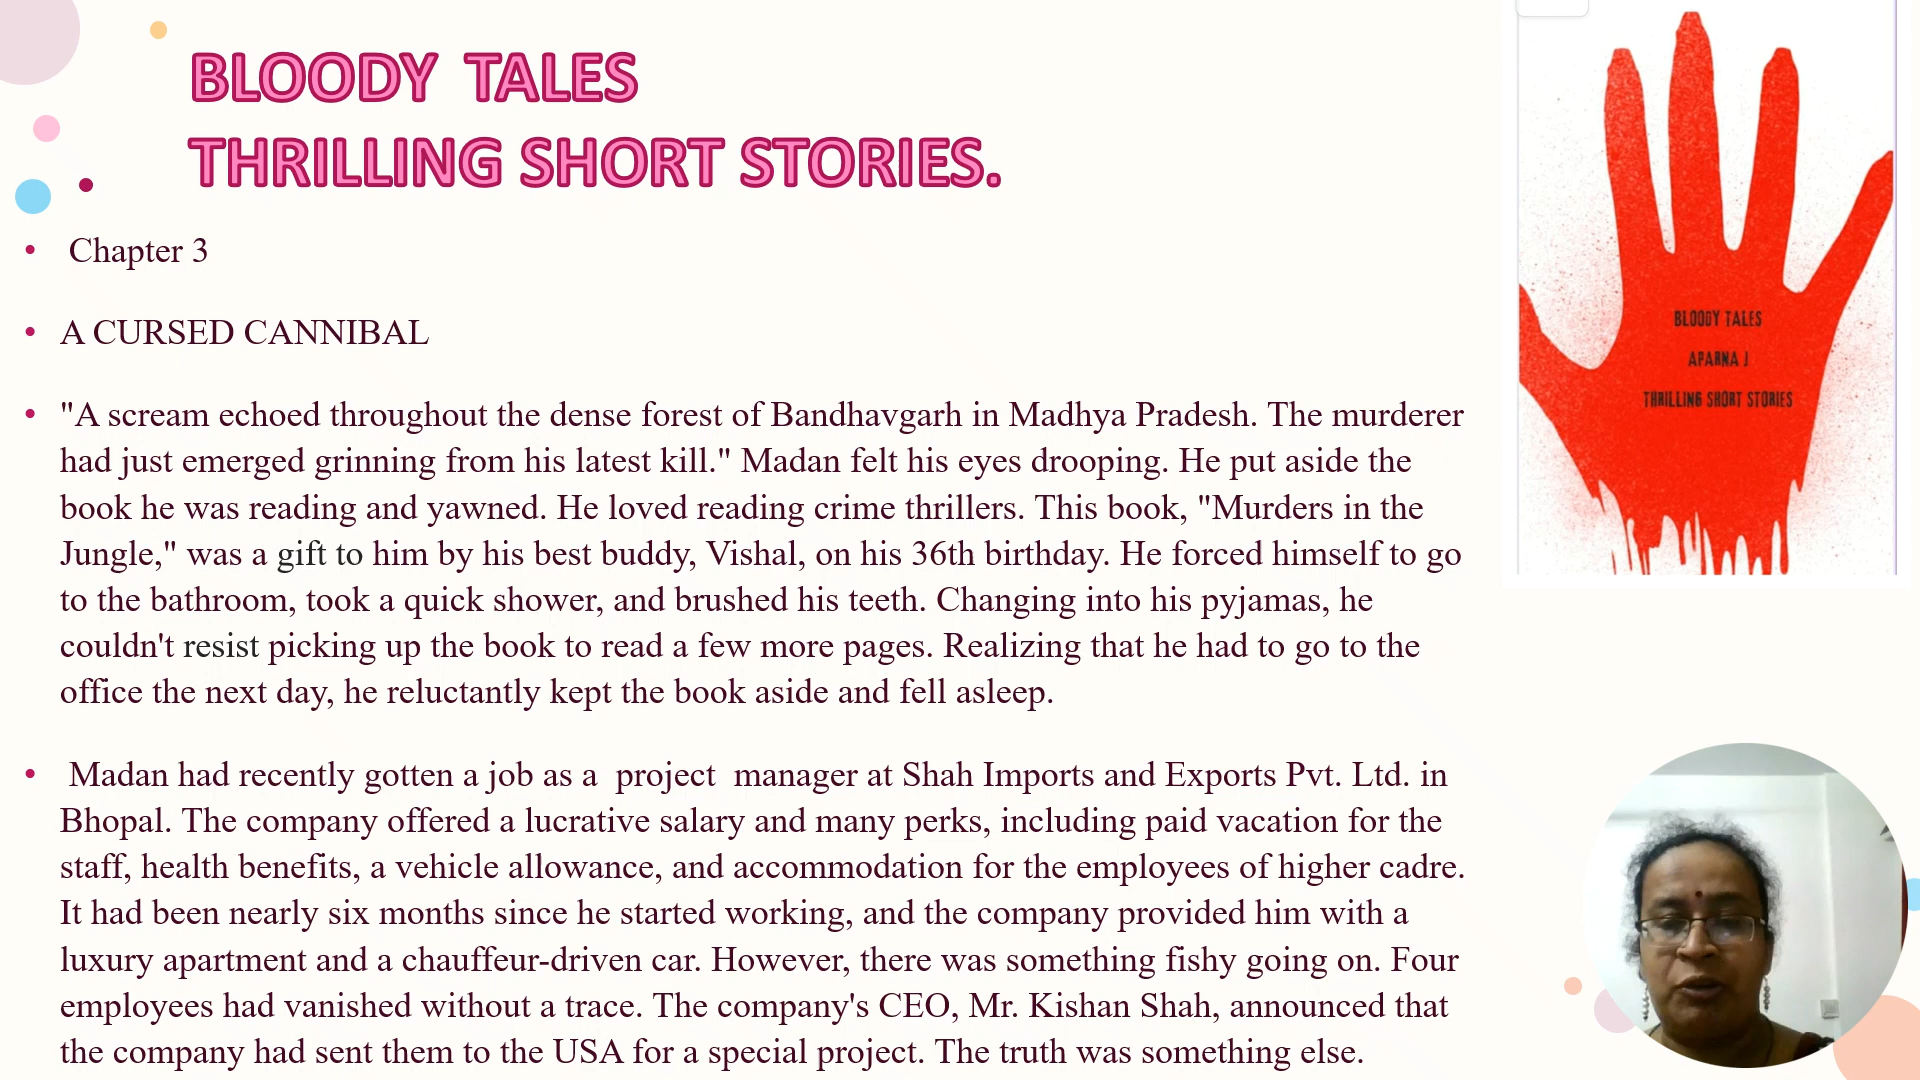 BLOODY TALES
THRILLING SHORT STORIES.
• Chapter 3
• A CURSED CANNIBAL
• "A scream echoed throughout the dense forest of Bandhavgarh in Madhya Pradesh. The murderer
had just emerged grinning from his latest kill." Madan felt his eyes drooping. He put aside the
book he was reading and yawned. He loved reading crime thrillers. This book, "Murders in the
Jungle," was a gift to him by his best buddy, Vishal, on his 36th birthday. He forced himself to go
to the bathroom, took a quick shower, and brushed his teeth. Changing into his pyjamas, he
couldn't resist picking up the book to read a few more pages. Realizing that he had to go to the
office the next day, he reluctantly kept the book aside and fell asleep.
• Madan had recently gotten a job as a project manager at Shah Imports and Exports Pvt. Ltd. in
Bhopal. The company offered a lucrative salary and many perks, including paid vacation for the
staff, health benefits, a vehicle allowance, and accommodation for the employees of higher cadre.
It had been nearly six months since he started working, and the company provided him with a
luxury apartment and a chauffeur-driven car. However, there was something fishy going on. Four
employees had vanished without a trace. The company's CEO, Mr. Kishan Shah, announced that
the company had sent them to the USA for a special project. The truth was something else.
BLOODY TALES
APARNA J
THRILLING SHORT STORIES